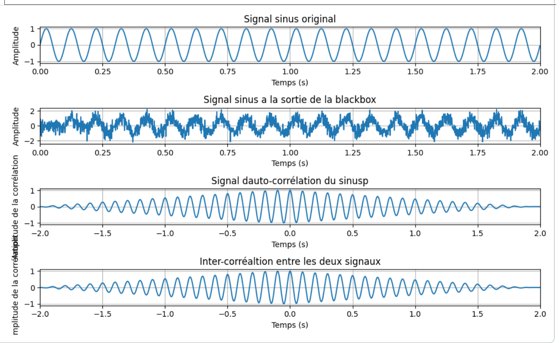 Signal sinus original
Amplitude
1
0
−1
0.00 0.25 0.50 0.75 1.00 1.25 1.50 1.75 2.00
Temps (s)
Signal sinus a la sortie de la blackbox
Amplitude
2
0
−2
0.00 0.25 0.50 0.75 1.00 1.25 1.50 1.75 2.00
Temps (s)
Signal dauto-corrélation du sinusp
de la corrélation
1
0
−1
−2.0 −1.5 −1.0 −0.5 0.0 0.5 1.0 1.5 2.0
Temps (s)
Inter-corréaltion entre les deux signaux
mplitude de la
1
0
−1
−2.0 −1.5 −1.0 −0.5 0.0 0.5 1.0 1.5 2.0
Temps (s)